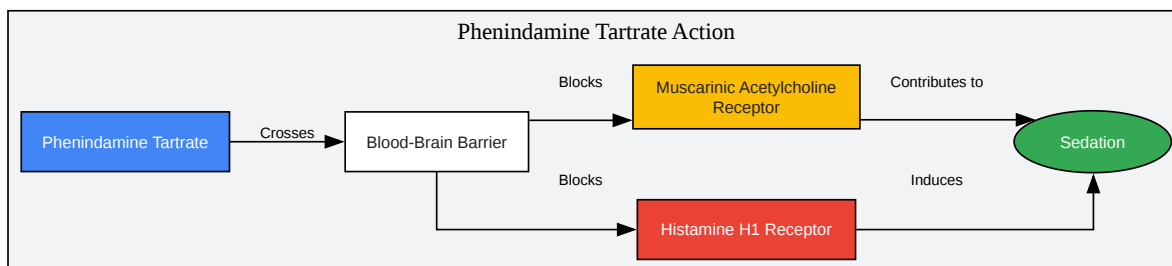 Phenindamine Tartrate Action
Phenindamine Tartrate
Crosses
Blood-Brain Barrier
Blocks
Muscarinic Acetylcholine
Receptor
Contributes to
Sedation
Blocks
Histamine H1 Receptor
Induces